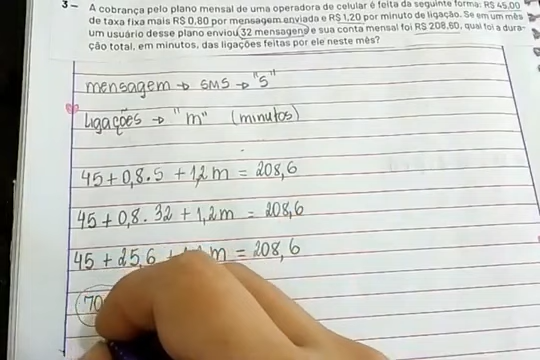 3- A cobrança pelo plano mensal de uma operadora de celular é feita da seguinte forma: R$ 45,00
de taxa fixa mais R$ 0,80 por mensagem enviada e R$ 1,20 por minuto de ligação. Se em um mês
um usuário desse plano enviou 32 mensagens e sua conta mensal foi R$ 208,60, qual foi a dura-
ção total, em minutos, das ligações feitas por ele neste mês?
mensagem → SMS → "S"
Ligações → "m" (minutos)
45 + 0,8.S + 1,2m = 208,6
45 + 0,8. 32 + 1,2m = 208,6
45 + 25,6 + m = 208,6
70